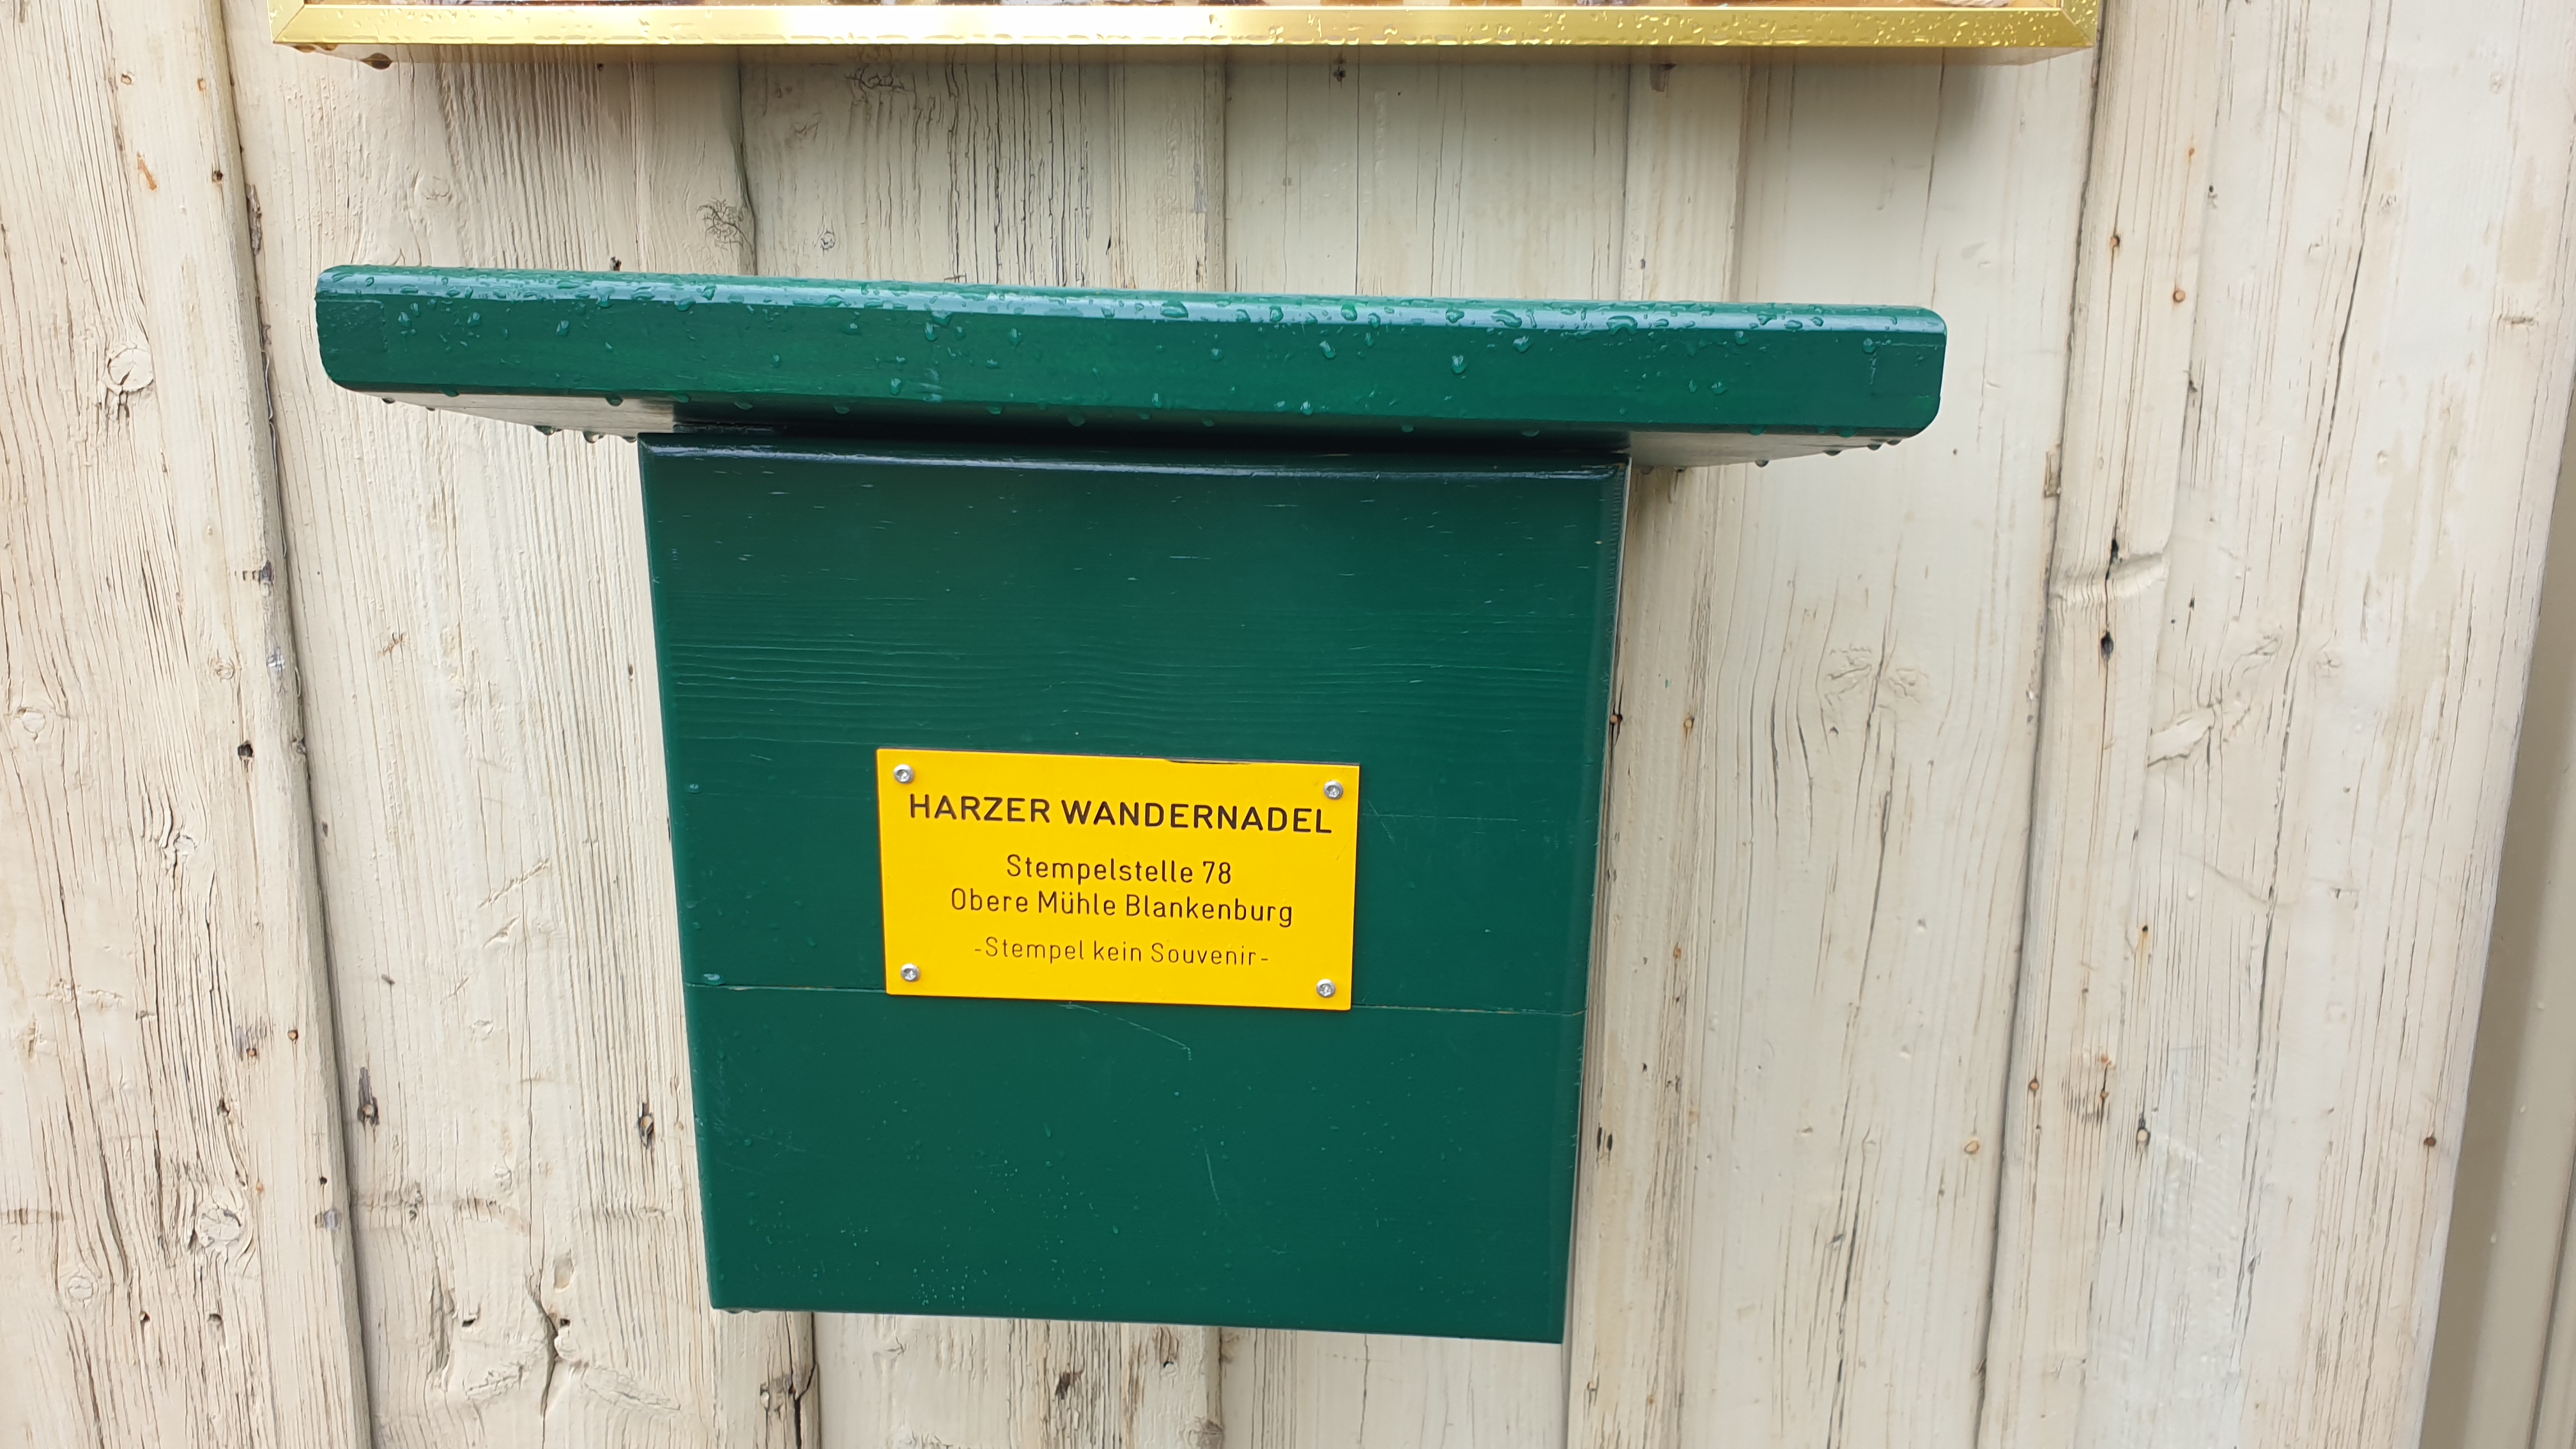 HARZER WANDERNADEL
Stempelstelle 78
Obere Mühle Blankenburg
-Stempel kein Souvenir-